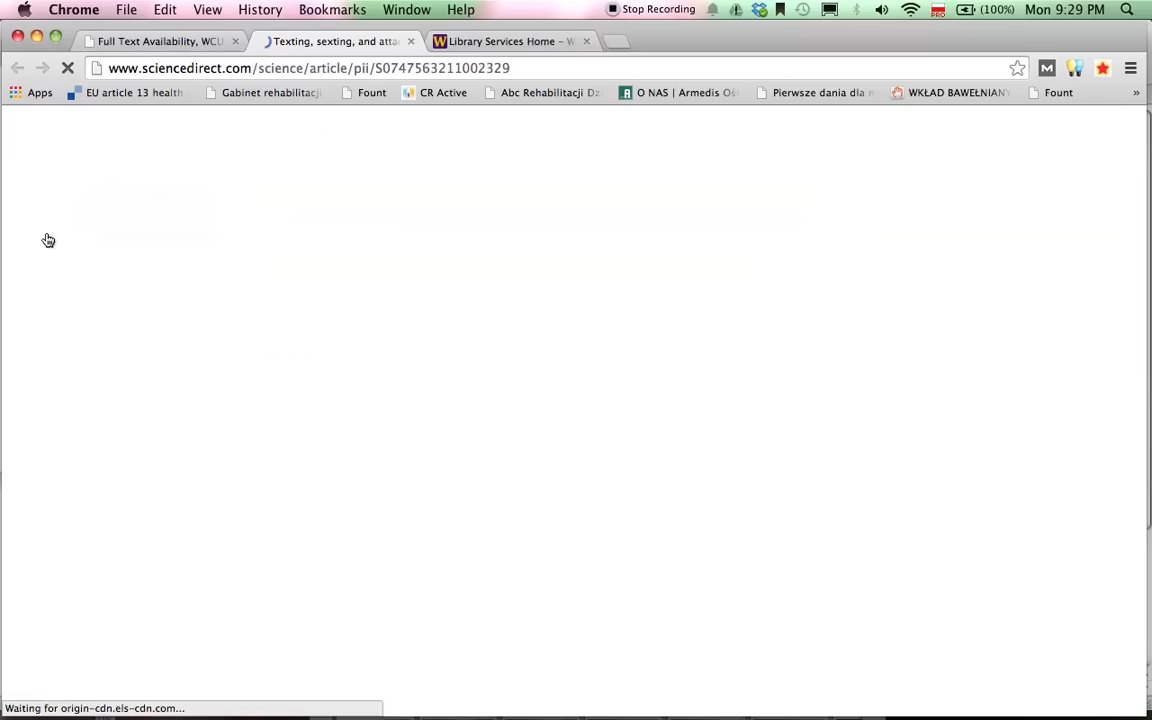 Chrome File Edit View History Bookmarks Window Help Stop Recording PRO (100%) Mon 9:29 PM
Full Text Availability, WCU Texting, sexting, and atta Library Services Home – W
www.sciencedirect.com/science/article/pii/S0747563211002329
Apps EU article 13 health Gabinet rehabilitacji Fount CR Active Abc Rehabilitacji Dz O NAS | Armedis Oś Pierwsze dania dla WKŁAD BAWEŁNIANY Fount »
Waiting for origin-cdn.els-cdn.com...